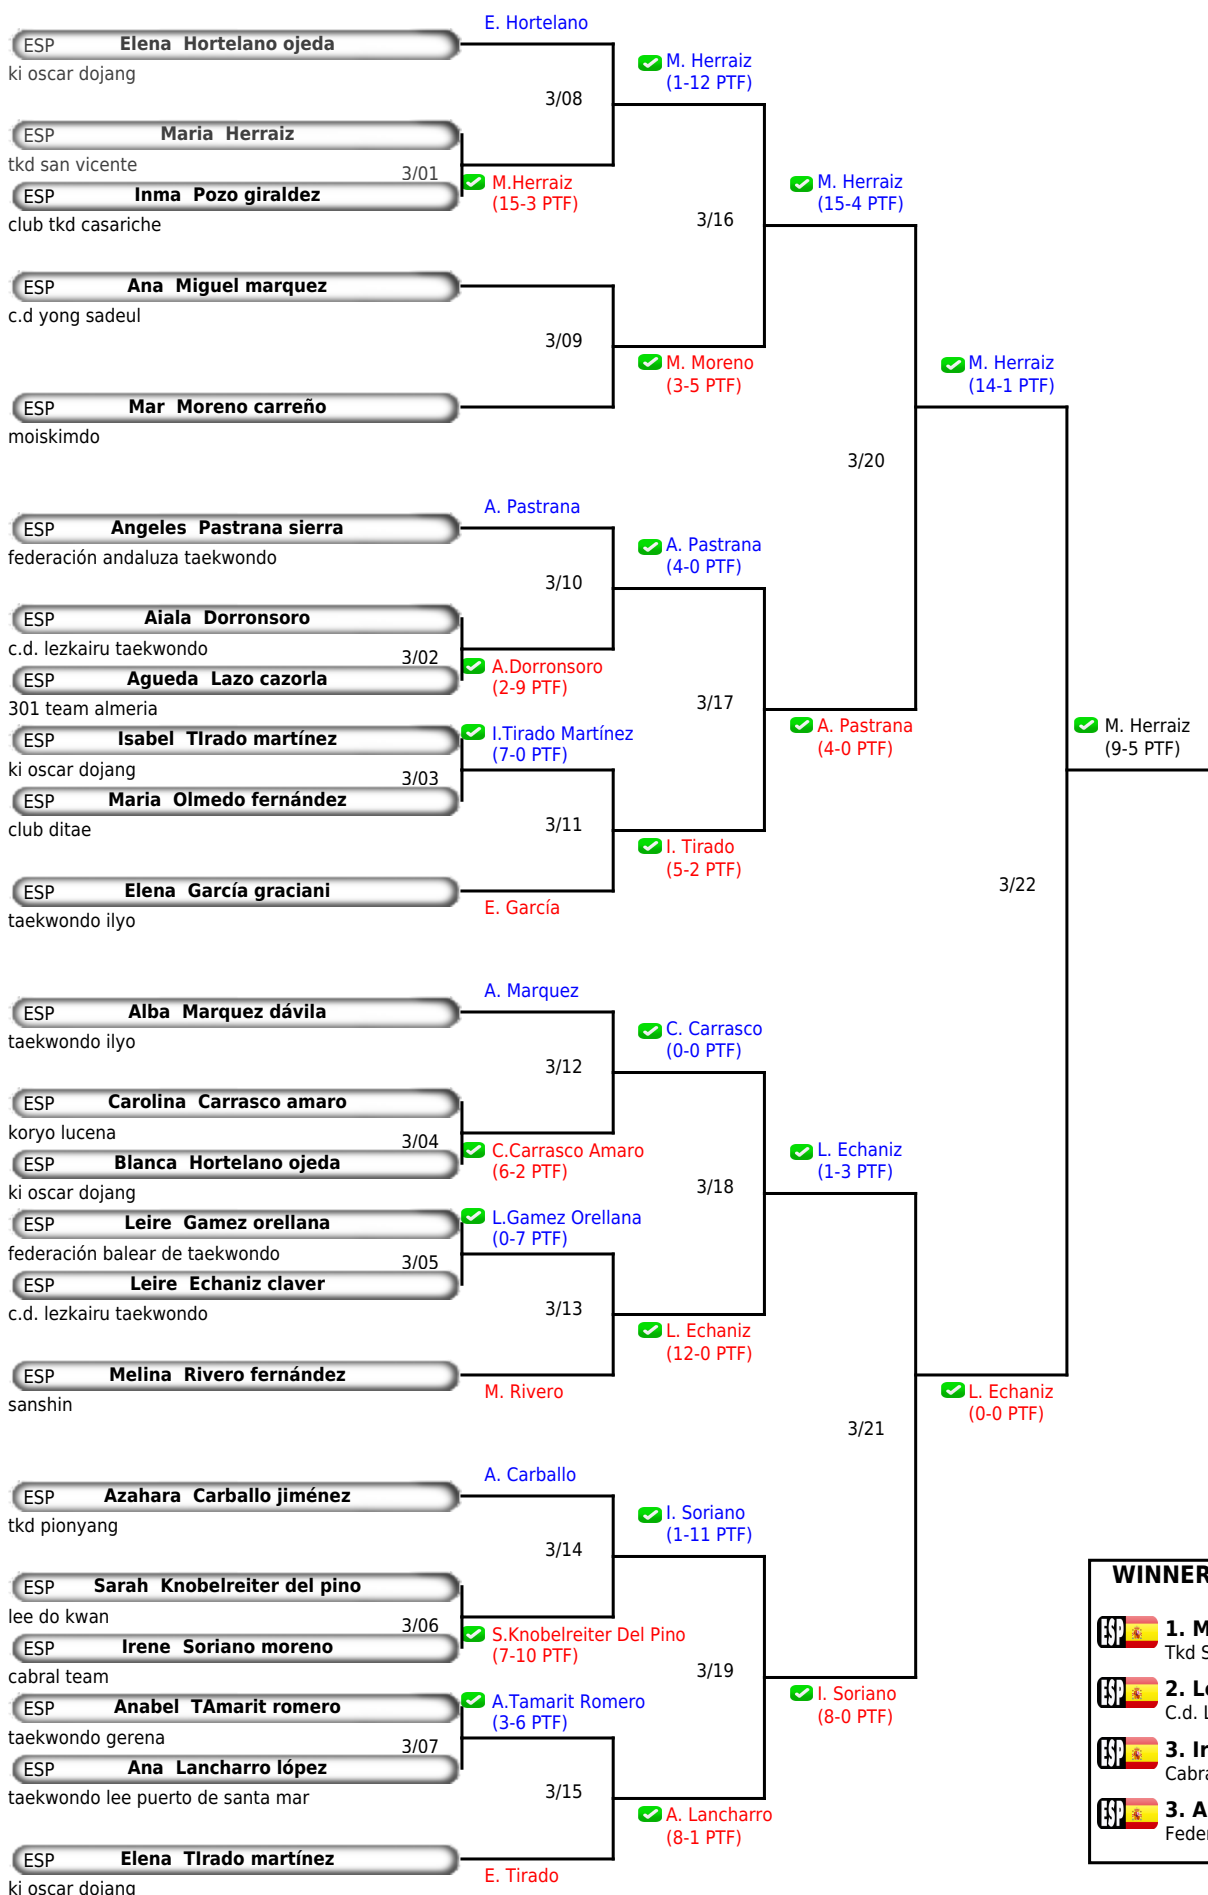 E. Hortelano
ESP Elena Hortelano ojeda
ki oscar dojang
M. Herraiz
(1-12 PTF)
3/08
ESP Maria Herraiz
tkd san vicente
3/01
ESP Inma Pozo giraldez
club tkd casariche
M.Herraiz
(15-3 PTF)
M. Herraiz
(15-4 PTF)
3/16
ESP Ana Miguel marquez
c.d yong sadeul
3/09
M. Moreno
(3-5 PTF)
M. Herraiz
(14-1 PTF)
ESP Mar Moreno carreño
moiskimdo
3/20
A. Pastrana
ESP Angeles Pastrana sierra
federación andaluza taekwondo
A. Pastrana
(4-0 PTF)
3/10
ESP Aiala Dorronsoro
c.d. lezkairu taekwondo
3/02
ESP Agueda Lazo cazorla
301 team almeria
A.Dorronsoro
(2-9 PTF)
3/17
A. Pastrana
(4-0 PTF)
M. Herraiz
(9-5 PTF)
ESP Isabel TIrado martínez
ki oscar dojang
I.Tirado Martínez
(7-0 PTF)
3/03
ESP Maria Olmedo fernández
club ditae
3/11
I. Tirado
(5-2 PTF)
ESP Elena García graciani
taekwondo ilyo
E. García
3/22
A. Marquez
ESP Alba Marquez dávila
taekwondo ilyo
C. Carrasco
(0-0 PTF)
3/12
ESP Carolina Carrasco amaro
koryo lucena
3/04
ESP Blanca Hortelano ojeda
ki oscar dojang
C.Carrasco Amaro
(6-2 PTF)
L. Echaniz
(1-3 PTF)
3/18
ESP Leire Gamez orellana
federación balear de taekwondo
L.Gamez Orellana
(0-7 PTF)
3/05
ESP Leire Echaniz claver
c.d. lezkairu taekwondo
3/13
L. Echaniz
(12-0 PTF)
ESP Melina Rivero fernández
sanshin
M. Rivero
L. Echaniz
(0-0 PTF)
3/21
A. Carballo
ESP Azahara Carballo jiménez
tkd pionyang
I. Soriano
(1-11 PTF)
3/14
ESP Sarah Knobelreiter del pino
lee do kwan
3/06
ESP Irene Soriano moreno
cabral team
S.Knobelreiter Del Pino
(7-10 PTF)
3/19
I. Soriano
(8-0 PTF)
ESP Anabel TAmarit romero
taekwondo gerena
A.Tamarit Romero
(3-6 PTF)
3/07
ESP Ana Lancharro lópez
taekwondo lee puerto de santa mar
3/15
A. Lancharro
(8-1 PTF)
ESP Elena TIrado martínez
ki oscar dojang
E. Tirado
WINNER
ESP 1. M
Tkd S
ESP 2. Le
C.d. L
ESP 3. Ir
Cabra
ESP 3. A
Feder